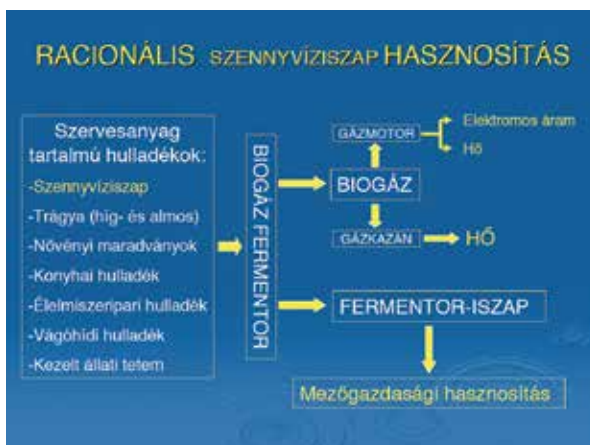 RACIONÁLIS SZENNYVÍZISZAP HASZNOSÍTÁS
Szervesanyag
tartalmú hulladékok:
-Szennyvíziszap
-Trágya (híg- és almos)
-Növényi maradványok
-Konyhai hulladék
-Élelmiszeripari hulladék
-Vágóhídi hulladék
-Kezelt állati tetem
BIOGÁZ FERMENTOR
GÁZMOTOR
Elektromos áram
Hő
BIOGÁZ
GÁZKAZÁN
HŐ
FERMENTOR-ISZAP
Mezőgazdasági hasznosítás